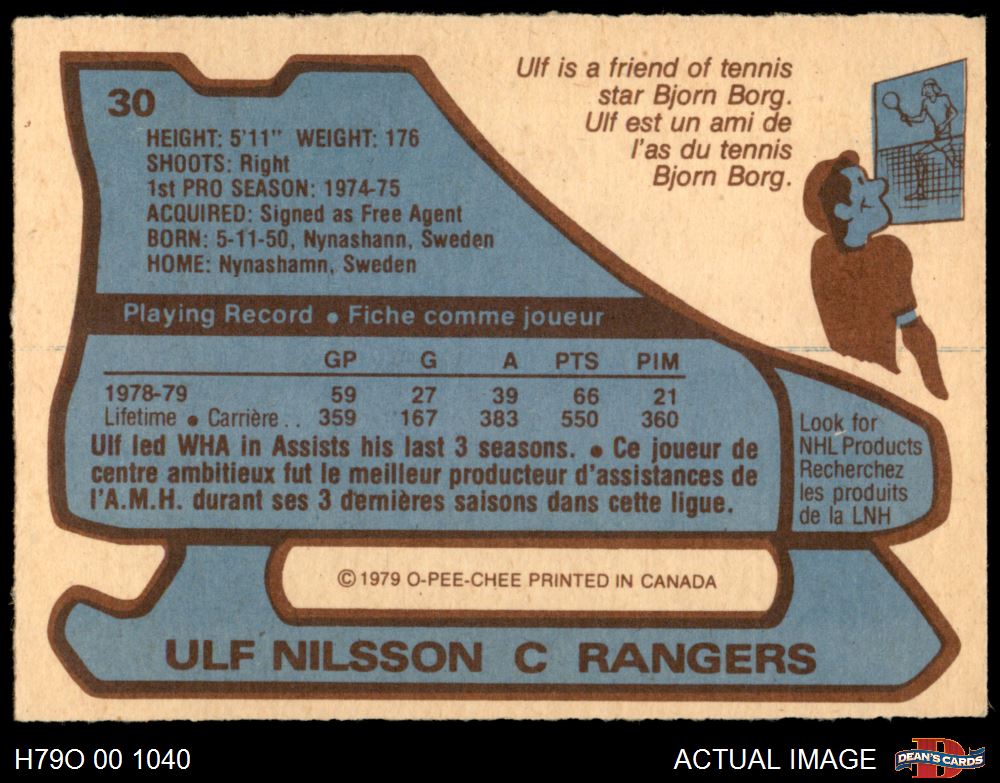 Ulf is a friend of tennis
star Bjorn Borg.
Ulf est un ami de
l'as du tennis
Bjorn Borg.
30
HEIGHT: 5'11" WEIGHT: 176
SHOOTS: Right
1st PRO SEASON: 1974-75
ACQUIRED: Signed as Free Agent
BORN: 5-11-50, Nynashann, Sweden
HOME: Nynashamn, Sweden
Playing Record • Fiche comme joueur
GP G A PTS PIM
1978-79 59 27 39 66 21
Lifetime • Carrière . . 359 167 383 550 360
Ulf led WHA in Assists his last 3 seasons. • Ce joueur de
centre ambitieux fut le meilleur producteur d'assistances de
l'A.M.H. durant ses 3 dernières saisons dans cette ligue.
Look for
NHL Products
Recherchez
les produits
de la LNH
© 1979 O-PEE-CHEE PRINTED IN CANADA
ULF NILSSON C RANGERS
H79O 00 1040
ACTUAL IMAGE
DEAN'S CARDS